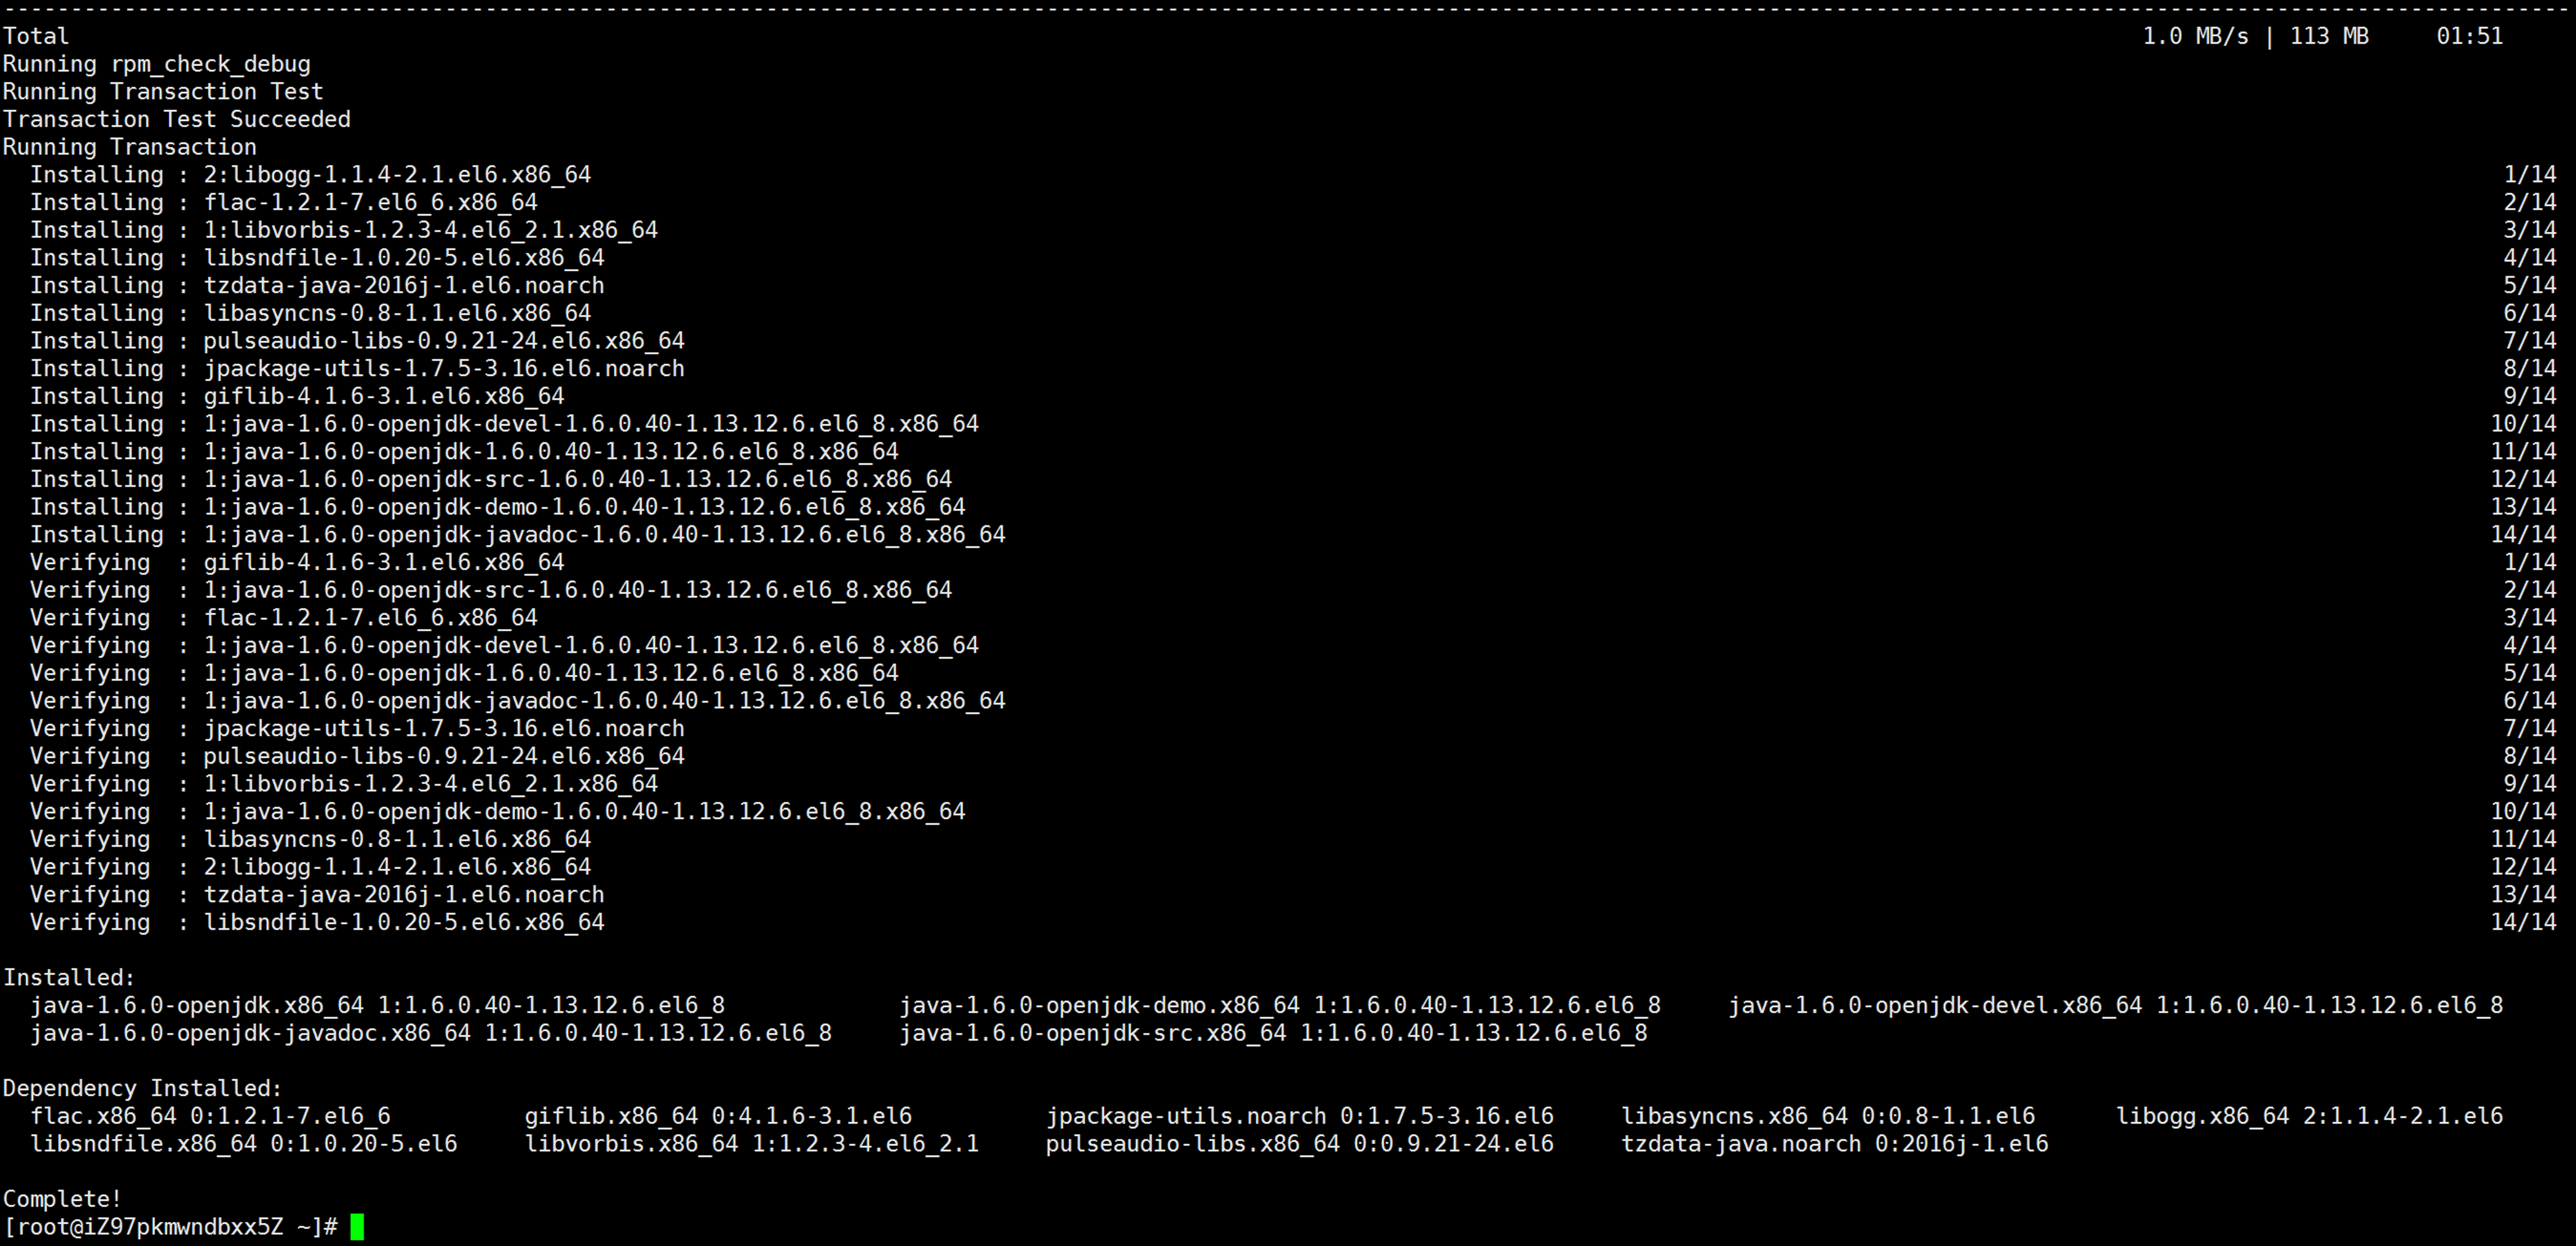 --------------------------------------------------------------------------------
Total 1.0 MB/s | 113 MB 01:51
Running rpm_check_debug
Running Transaction Test
Transaction Test Succeeded
Running Transaction
Installing : 2:libogg-1.1.4-2.1.el6.x86_64 1/14
Installing : flac-1.2.1-7.el6_6.x86_64 2/14
Installing : 1:libvorbis-1.2.3-4.el6_2.1.x86_64 3/14
Installing : libsndfile-1.0.20-5.el6.x86_64 4/14
Installing : tzdata-java-2016j-1.el6.noarch 5/14
Installing : libasyncns-0.8-1.1.el6.x86_64 6/14
Installing : pulseaudio-libs-0.9.21-24.el6.x86_64 7/14
Installing : jpackage-utils-1.7.5-3.16.el6.noarch 8/14
Installing : giflib-4.1.6-3.1.el6.x86_64 9/14
Installing : 1:java-1.6.0-openjdk-devel-1.6.0.40-1.13.12.6.el6_8.x86_64 10/14
Installing : 1:java-1.6.0-openjdk-1.6.0.40-1.13.12.6.el6_8.x86_64 11/14
Installing : 1:java-1.6.0-openjdk-src-1.6.0.40-1.13.12.6.el6_8.x86_64 12/14
Installing : 1:java-1.6.0-openjdk-demo-1.6.0.40-1.13.12.6.el6_8.x86_64 13/14
Installing : 1:java-1.6.0-openjdk-javadoc-1.6.0.40-1.13.12.6.el6_8.x86_64 14/14
Verifying : giflib-4.1.6-3.1.el6.x86_64 1/14
Verifying : 1:java-1.6.0-openjdk-src-1.6.0.40-1.13.12.6.el6_8.x86_64 2/14
Verifying : flac-1.2.1-7.el6_6.x86_64 3/14
Verifying : 1:java-1.6.0-openjdk-devel-1.6.0.40-1.13.12.6.el6_8.x86_64 4/14
Verifying : 1:java-1.6.0-openjdk-1.6.0.40-1.13.12.6.el6_8.x86_64 5/14
Verifying : 1:java-1.6.0-openjdk-javadoc-1.6.0.40-1.13.12.6.el6_8.x86_64 6/14
Verifying : jpackage-utils-1.7.5-3.16.el6.noarch 7/14
Verifying : pulseaudio-libs-0.9.21-24.el6.x86_64 8/14
Verifying : 1:libvorbis-1.2.3-4.el6_2.1.x86_64 9/14
Verifying : 1:java-1.6.0-openjdk-demo-1.6.0.40-1.13.12.6.el6_8.x86_64 10/14
Verifying : libasyncns-0.8-1.1.el6.x86_64 11/14
Verifying : 2:libogg-1.1.4-2.1.el6.x86_64 12/14
Verifying : tzdata-java-2016j-1.el6.noarch 13/14
Verifying : libsndfile-1.0.20-5.el6.x86_64 14/14
Installed:
java-1.6.0-openjdk.x86_64 1:1.6.0.40-1.13.12.6.el6_8 java-1.6.0-openjdk-demo.x86_64 1:1.6.0.40-1.13.12.6.el6_8 java-1.6.0-openjdk-devel.x86_64 1:1.6.0.40-1.13.12.6.el6_8
java-1.6.0-openjdk-javadoc.x86_64 1:1.6.0.40-1.13.12.6.el6_8 java-1.6.0-openjdk-src.x86_64 1:1.6.0.40-1.13.12.6.el6_8
Dependency Installed:
flac.x86_64 0:1.2.1-7.el6_6 giflib.x86_64 0:4.1.6-3.1.el6 jpackage-utils.noarch 0:1.7.5-3.16.el6 libasyncns.x86_64 0:0.8-1.1.el6 libogg.x86_64 2:1.1.4-2.1.el6
libsndfile.x86_64 0:1.0.20-5.el6 libvorbis.x86_64 1:1.2.3-4.el6_2.1 pulseaudio-libs.x86_64 0:0.9.21-24.el6 tzdata-java.noarch 0:2016j-1.el6
Complete!
[root@iZ97pkmwndbxx5Z ~]#